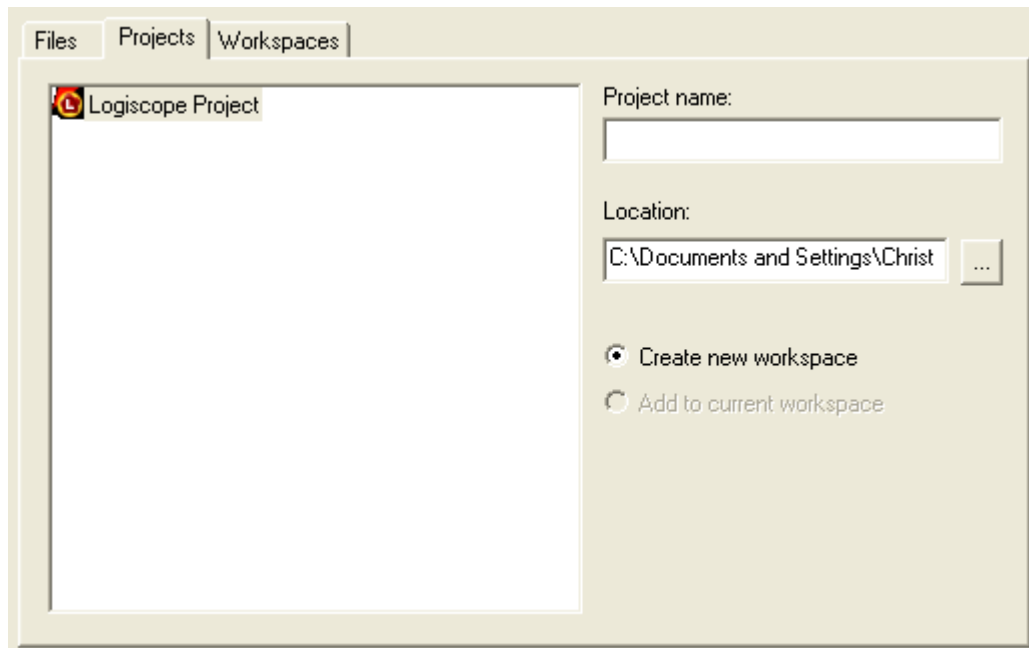 Files Projects Workspaces
Logiscope Project
Project name:
Location:
C:\Documents and Settings\Christ
...
Create new workspace
Add to current workspace